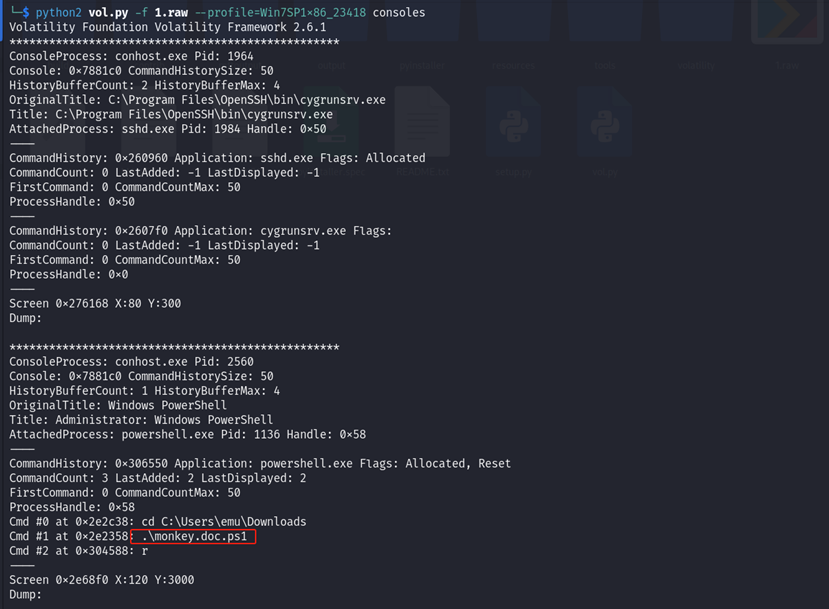 └─$ python2 vol.py -f 1.raw --profile=Win7SP1×86_23418 consoles
Volatility Foundation Volatility Framework 2.6.1
**************************************************
ConsoleProcess: conhost.exe Pid: 1964
Console: 0×7881c0 CommandHistorySize: 50
HistoryBufferCount: 2 HistoryBufferMax: 4
OriginalTitle: C:\Program Files\OpenSSH\bin\cygrunsrv.exe
Title: C:\Program Files\OpenSSH\bin\cygrunsrv.exe
AttachedProcess: sshd.exe Pid: 1984 Handle: 0×50
----
CommandHistory: 0×260960 Application: sshd.exe Flags: Allocated
CommandCount: 0 LastAdded: -1 LastDisplayed: -1
FirstCommand: 0 CommandCountMax: 50
ProcessHandle: 0×50
----
CommandHistory: 0×2607f0 Application: cygrunsrv.exe Flags:
CommandCount: 0 LastAdded: -1 LastDisplayed: -1
FirstCommand: 0 CommandCountMax: 50
ProcessHandle: 0×0
----
Screen 0×276168 X:80 Y:300
Dump:
**************************************************
ConsoleProcess: conhost.exe Pid: 2560
Console: 0×7881c0 CommandHistorySize: 50
HistoryBufferCount: 1 HistoryBufferMax: 4
OriginalTitle: Windows PowerShell
Title: Administrator: Windows PowerShell
AttachedProcess: powershell.exe Pid: 1136 Handle: 0×58
----
CommandHistory: 0×306550 Application: powershell.exe Flags: Allocated, Reset
CommandCount: 3 LastAdded: 2 LastDisplayed: 2
FirstCommand: 0 CommandCountMax: 50
ProcessHandle: 0×58
Cmd #0 at 0×2e2c38: cd C:\Users\emu\Downloads
Cmd #1 at 0×2e2358: .\monkey.doc.ps1
Cmd #2 at 0×304588: r
----
Screen 0×2e68f0 X:120 Y:3000
Dump: